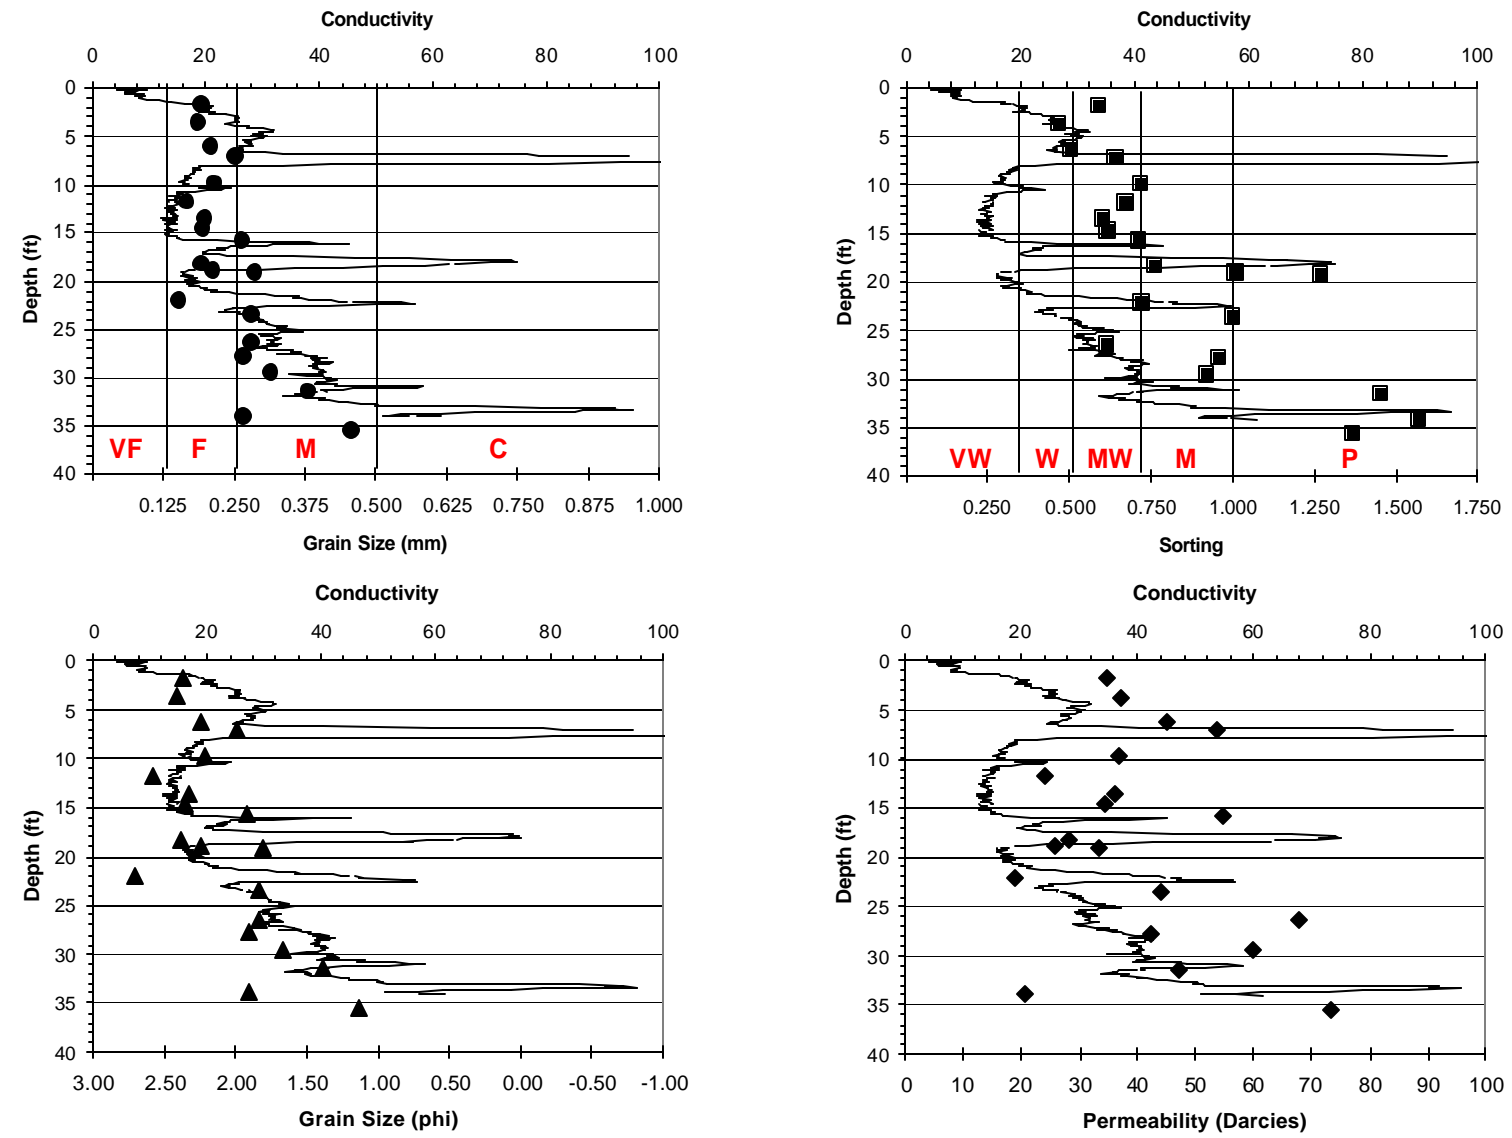 Conductivity
0 20 40 60 80 100
0
5
10
15
20
25
30
35
40
Depth (ft)
VF F M C
0.125 0.250 0.375 0.500 0.750 0.875 1.000
Grain Size (mm)
Conductivity
0 20 40 60 80 100
0
5
10
15
20
25
30
35
40
Depth (ft)
VW W MW M P
0.250 0.500 0.750 1.000 1.250 1.500 1.750
Sorting
Conductivity
0 20 40 60 80 100
0
5
10
15
20
25
30
35
40
Depth (ft)
3.00 2.50 2.00 1.50 1.00 0.00 -0.50 -1.00
Grain Size (phi)
Conductivity
0 20 40 60 80 100
0
5
10
15
20
25
30
35
40
Depth (ft)
0 10 20 30 40 50 60 70 80 90 100
Permeability (Darcies)